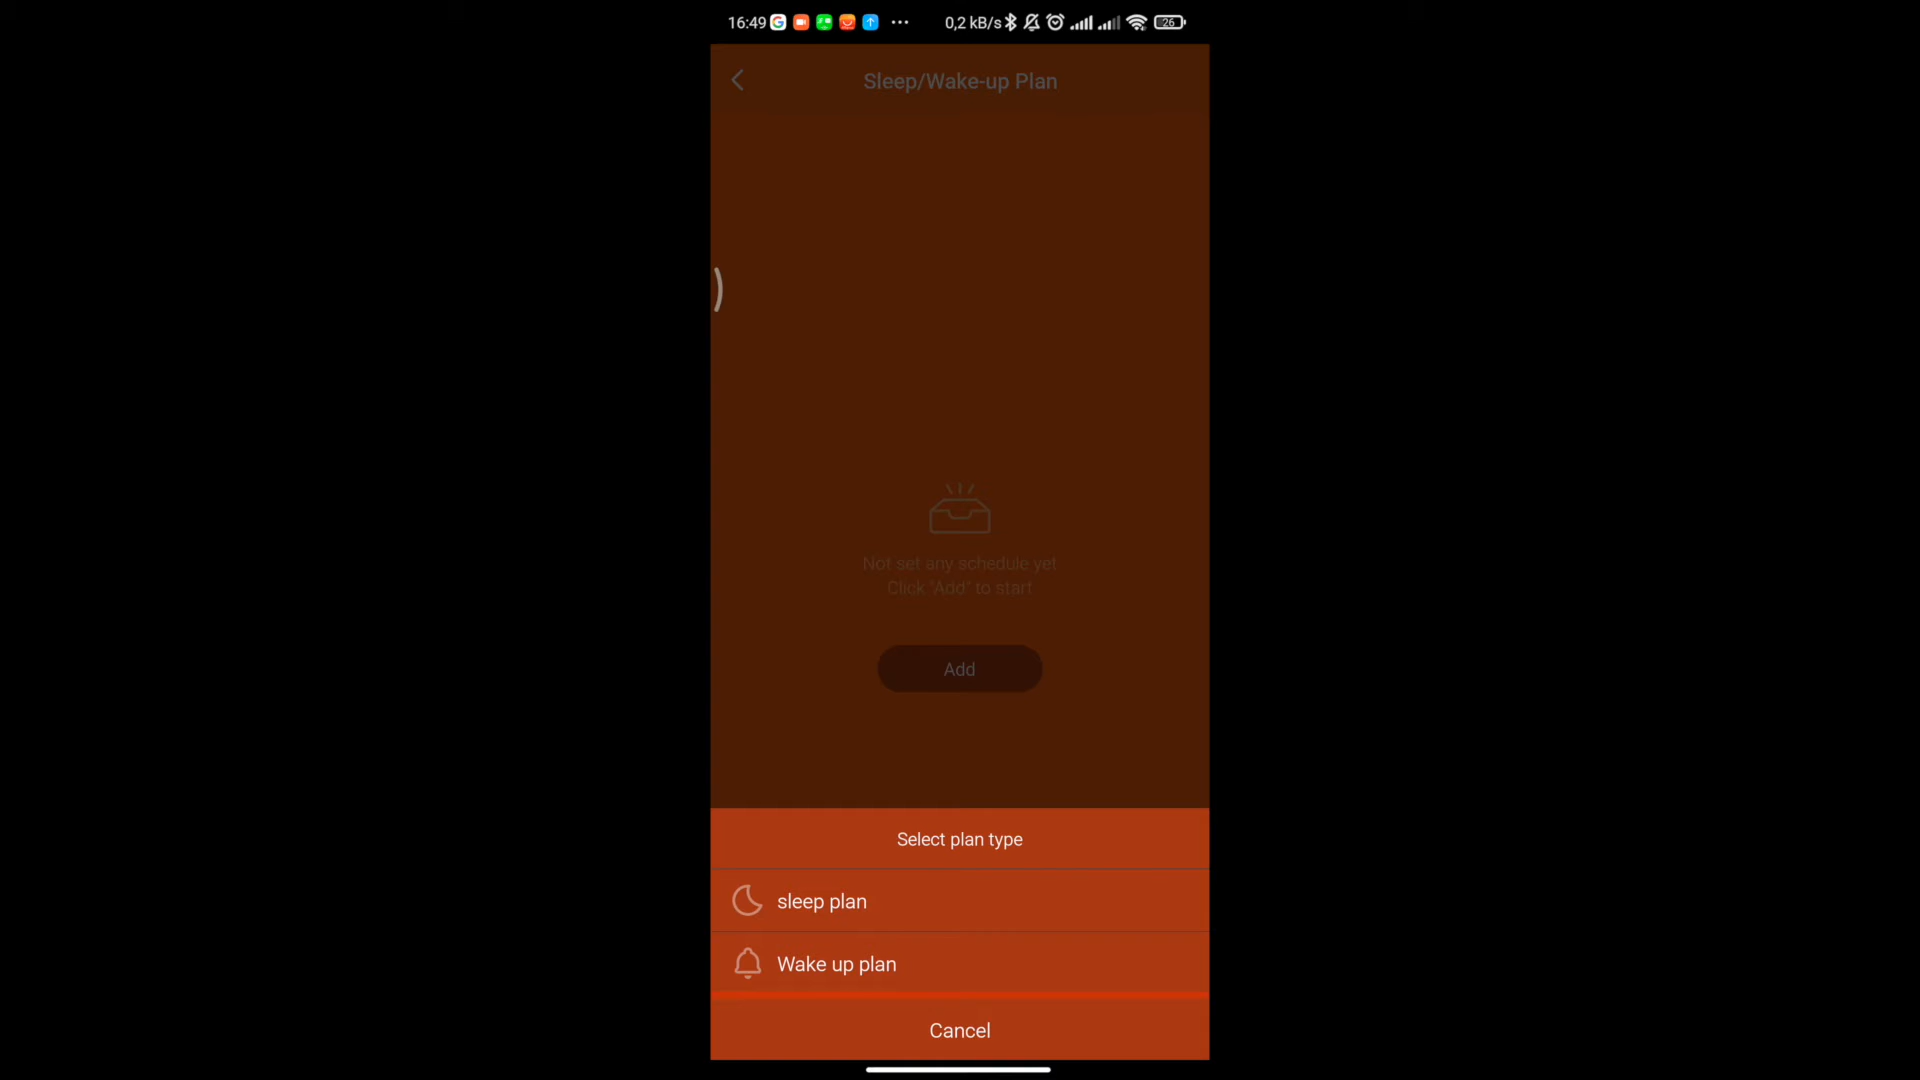 16:49 0,2 kB/s 26
Sleep/Wake-up Plan
Not set any schedule yet
Click "Add" to start
Add
Select plan type
sleep plan
Wake up plan
Cancel